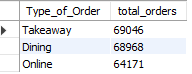 Type_of_Order total_orders
Takeaway 69046
Dining 68968
Online 64171